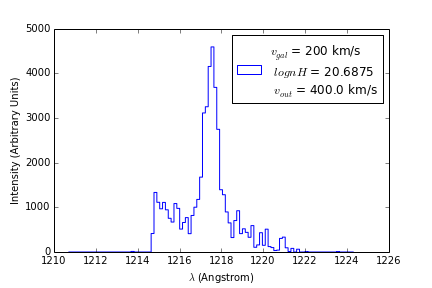 5000
4000
3000
2000
1000
0
1210 1212 1214 1216 1218 1220 1222 1224 1226
Intensity (Arbitrary Units)
λ (Angstrom)
v_gal = 200 km/s
lognH = 20.6875
v_out = 400.0 km/s